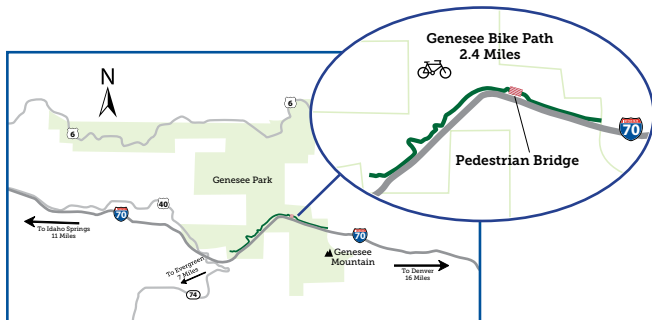 Genesee Bike Path
2.4 Miles
N
6
6
70
Pedestrian Bridge
Genesee Park
40
70
To Idaho Springs
11 Miles
70
Genesee
Mountain
To Evergreen
7 Miles
To Denver
16 Miles
74